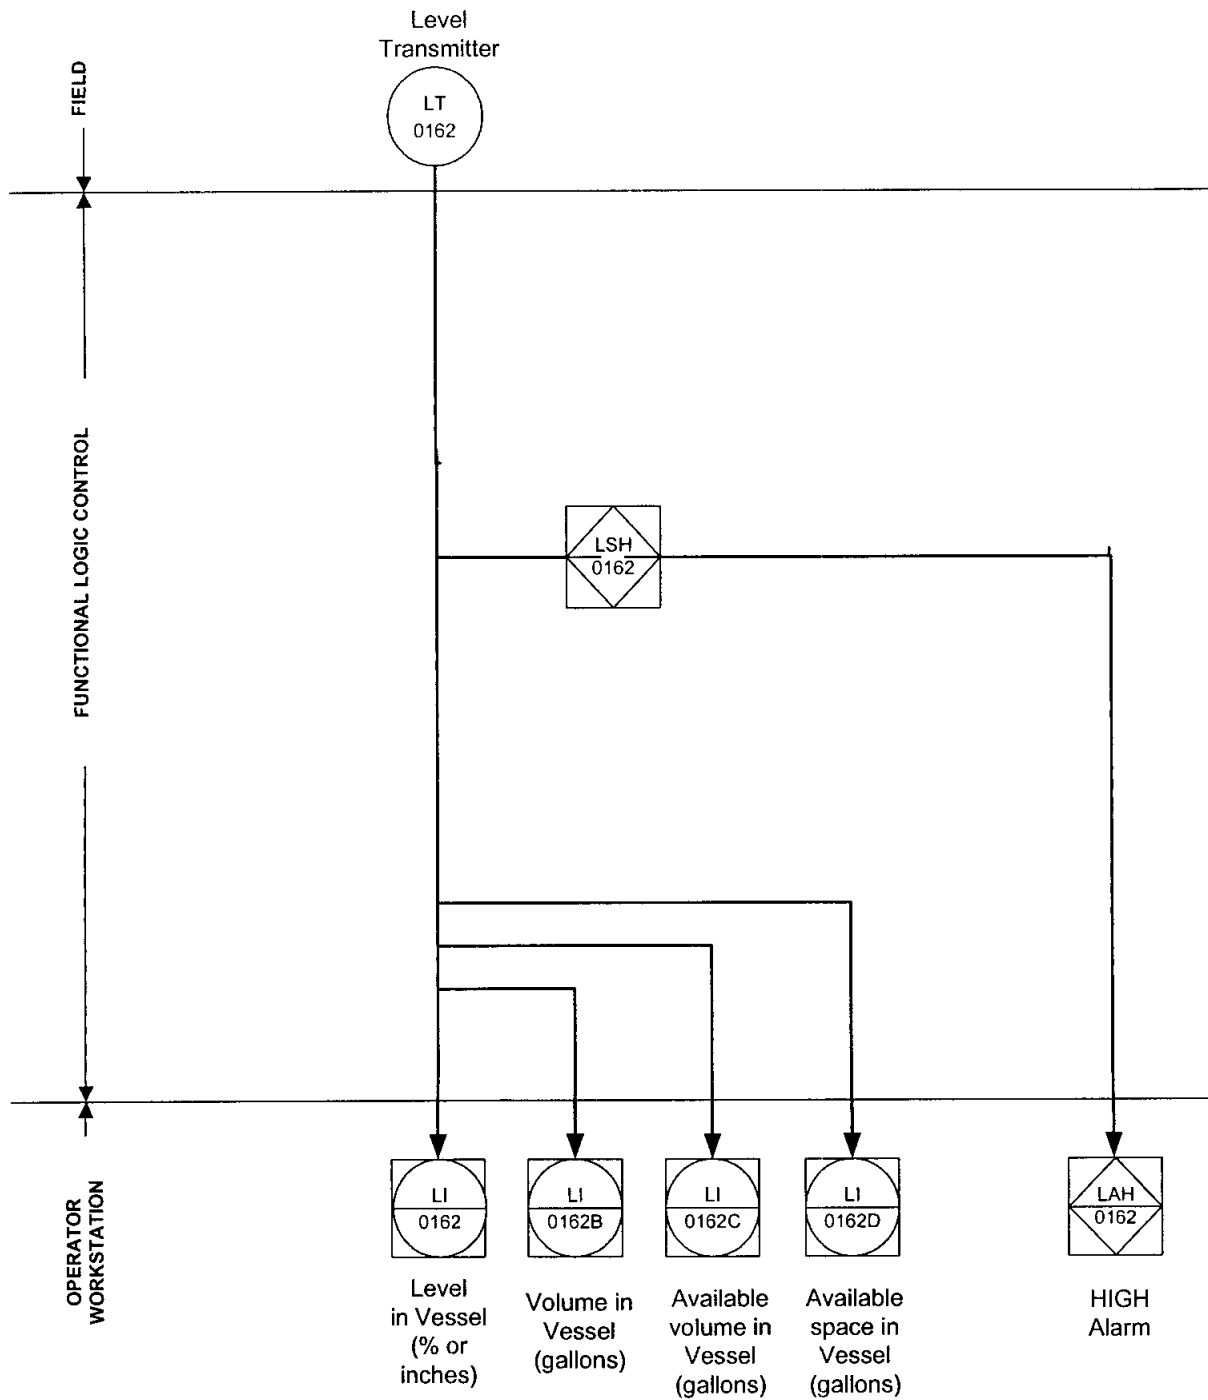 Level
Transmitter
LT
0162
FIELD
FUNCTIONAL LOGIC CONTROL
LSH
0162
OPERATOR
WORKSTATION
LI
0162
Level
in Vessel
(% or
inches)
LI
0162B
Volume in
Vessel
(gallons)
LI
0162C
Available
volume in
Vessel
(gallons)
LI
0162D
Available
space in
Vessel
(gallons)
LAH
0162
HIGH
Alarm